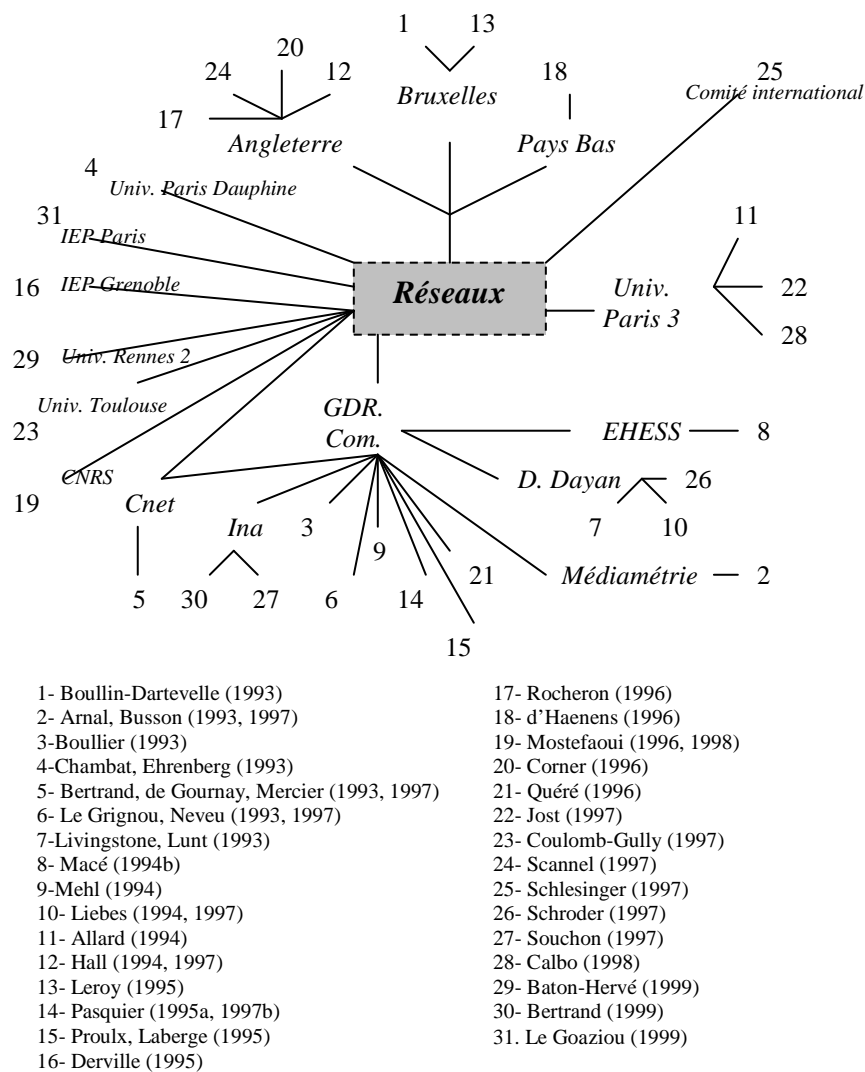 1 13
20
24 12 18 25
Bruxelles Comité international
17
Angleterre Pays Bas
4
Univ. Paris Dauphine
31 11
IEP Paris
16 IEP Grenoble Réseaux Univ. 22
Paris 3
28
29 Univ. Rennes 2
Univ. Toulouse GDR.
23 Com. EHESS 8
CNRS D. Dayan 26
19 Cnet
Ina 3 7 10
9
5 30 27 6 14 21 Médiamétrie 2
15
1- Boullin-Dartevelle (1993)
2- Arnal, Busson (1993, 1997)
3-Boullier (1993)
4-Chambat, Ehrenberg (1993)
5- Bertrand, de Gournay, Mercier (1993, 1997)
6- Le Grignou, Neveu (1993, 1997)
7-Livingstone, Lunt (1993)
8- Macé (1994b)
9-Mehl (1994)
10- Liebes (1994, 1997)
11- Allard (1994)
12- Hall (1994, 1997)
13- Leroy (1995)
14- Pasquier (1995a, 1997b)
15- Proulx, Laberge (1995)
16- Derville (1995)
17- Rocheron (1996)
18- d’Haenens (1996)
19- Mostefaoui (1996, 1998)
20- Corner (1996)
21- Quéré (1996)
22- Jost (1997)
23- Coulomb-Gully (1997)
24- Scannel (1997)
25- Schlesinger (1997)
26- Schroder (1997)
27- Souchon (1997)
28- Calbo (1998)
29- Baton-Hervé (1999)
30- Bertrand (1999)
31. Le Goaziou (1999)